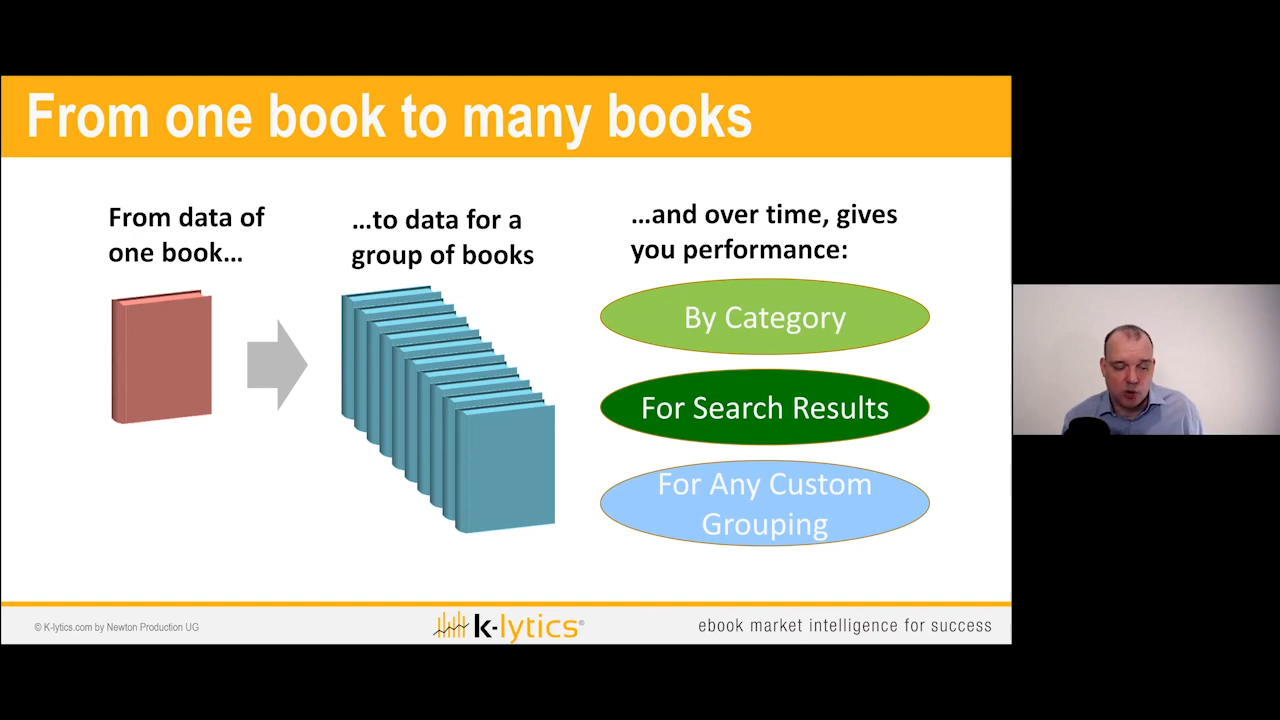 From one book to many books
From data of
one book…
…to data for a
group of books
…and over time, gives
you performance:
By Category
For Search Results
For Any Custom
Grouping
© K-lytics.com by Newton Production UG
k-lytics®
ebook market intelligence for success